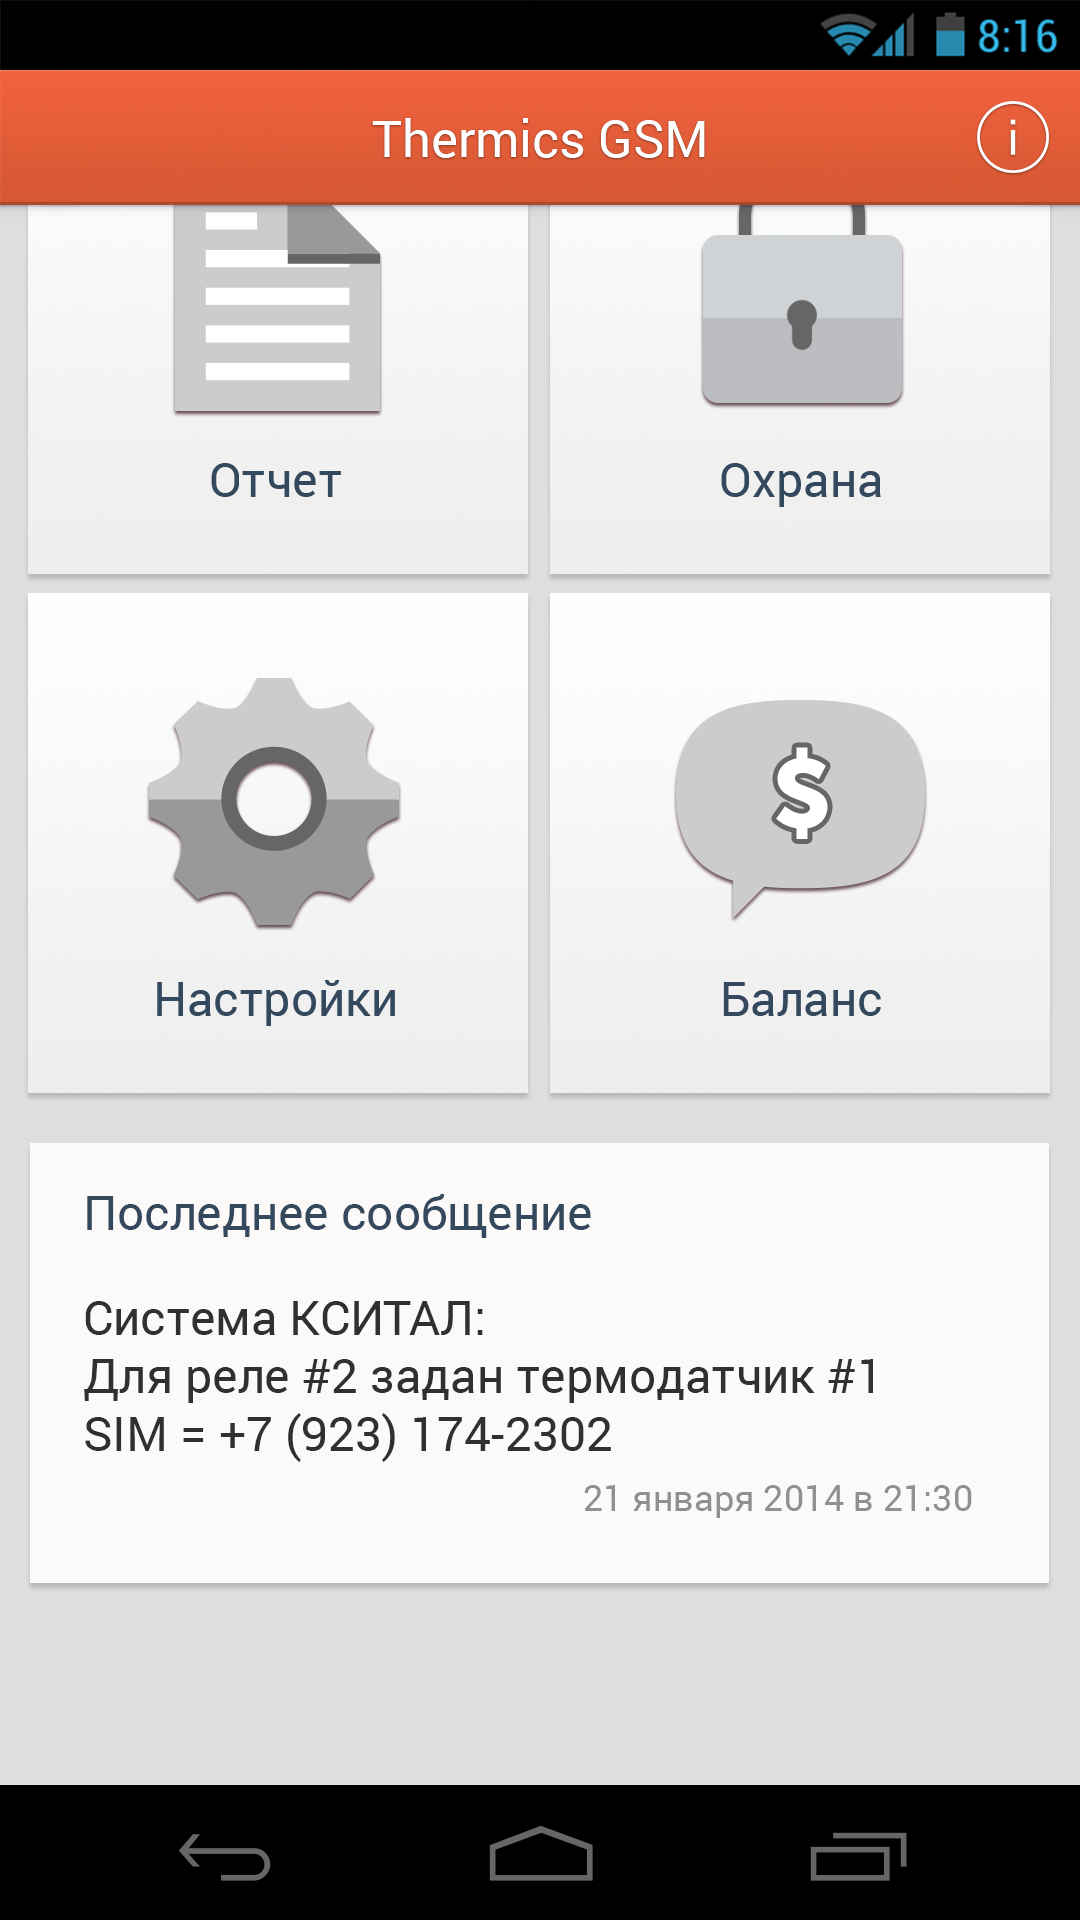 8:16
Thermics GSM
i
Отчет
Охрана
$
Настройки
Баланс
Последнее сообщение
Система КСИТАЛ:
Для реле #2 задан термодатчик #1
SIM = +7 (923) 174-2302
21 января 2014 в 21:30